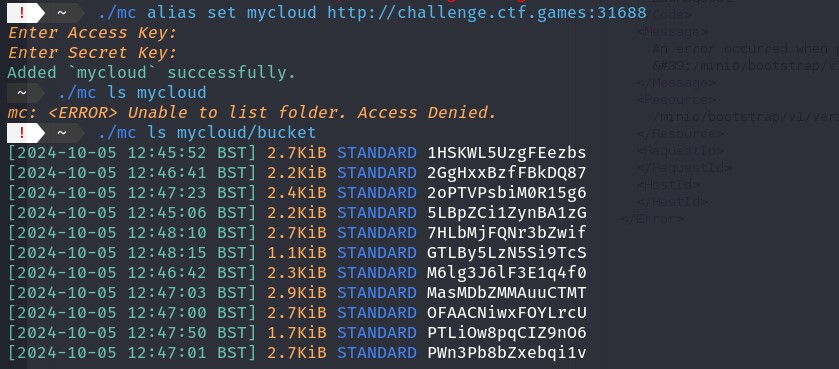 ! ~ ./mc alias set mycloud http://challenge.ctf.games:31688
Enter Access Key:
Enter Secret Key:
Added `mycloud` successfully.
~ ./mc ls mycloud
mc: <ERROR> Unable to list folder. Access Denied.
! ~ ./mc ls mycloud/bucket
[2024-10-05 12:45:52 BST] 2.7KiB STANDARD 1HSKWL5UzgFEezbs
[2024-10-05 12:46:41 BST] 2.2KiB STANDARD 2GgHxxBzfFBkDQ87
[2024-10-05 12:47:23 BST] 2.4KiB STANDARD 2oPTVPsbiM0R15g6
[2024-10-05 12:45:06 BST] 2.2KiB STANDARD 5LBpZCi1ZynBA1zG
[2024-10-05 12:48:10 BST] 2.7KiB STANDARD 7HLbMjFQNr3bZwif
[2024-10-05 12:48:15 BST] 1.1KiB STANDARD GTLBy5LzN5Si9TcS
[2024-10-05 12:46:42 BST] 2.3KiB STANDARD M6lg3J6lF3E1q4f0
[2024-10-05 12:47:03 BST] 2.9KiB STANDARD MasMDbZMMAuuCTMT
[2024-10-05 12:47:00 BST] 2.7KiB STANDARD OFAACNiwxFOYLrcU
[2024-10-05 12:47:50 BST] 1.7KiB STANDARD PTLiOw8pqCIZ9nO6
[2024-10-05 12:47:01 BST] 2.7KiB STANDARD PWn3Pb8bZxebqi1v
</Code>
<Message>
An error occurred when
&#39;/minio/bootstrap/v
</Message>
<Resource>
/minio/bootstrap/v1/ver
</Resource>
<RequestId>
</RequestId>
<HostId>
</HostId>
</Error>